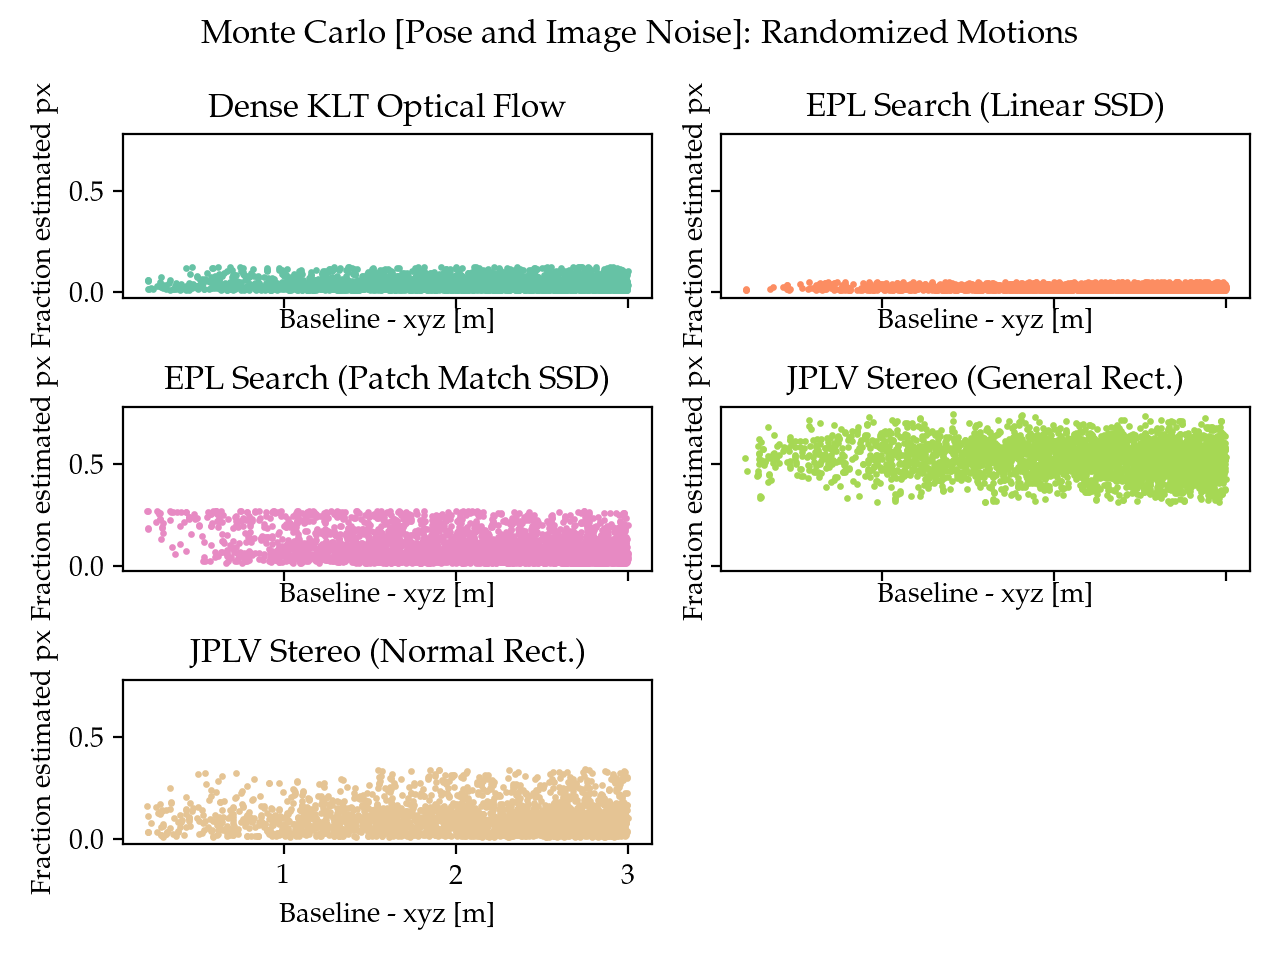 Monte Carlo [Pose and Image Noise]: Randomized Motions
Dense KLT Optical Flow
Fraction estimated px
0.5
0.0
Baseline - xyz [m]
EPL Search (Linear SSD)
Fraction estimated px
Baseline - xyz [m]
EPL Search (Patch Match SSD)
Fraction estimated px
0.5
0.0
Baseline - xyz [m]
JPLV Stereo (General Rect.)
Fraction estimated px
Baseline - xyz [m]
JPLV Stereo (Normal Rect.)
Fraction estimated px
0.5
0.0
1 2 3
Baseline - xyz [m]